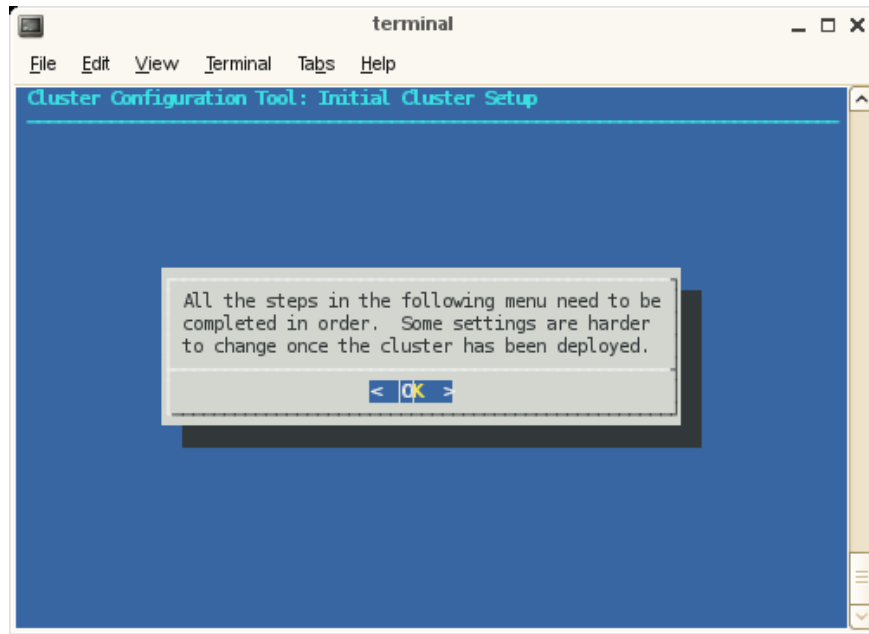 terminal
File Edit View Terminal Tabs Help
Cluster Configuration Tool: Initial Cluster Setup
All the steps in the following menu need to be
completed in order.  Some settings are harder
to change once the cluster has been deployed.
< OK >